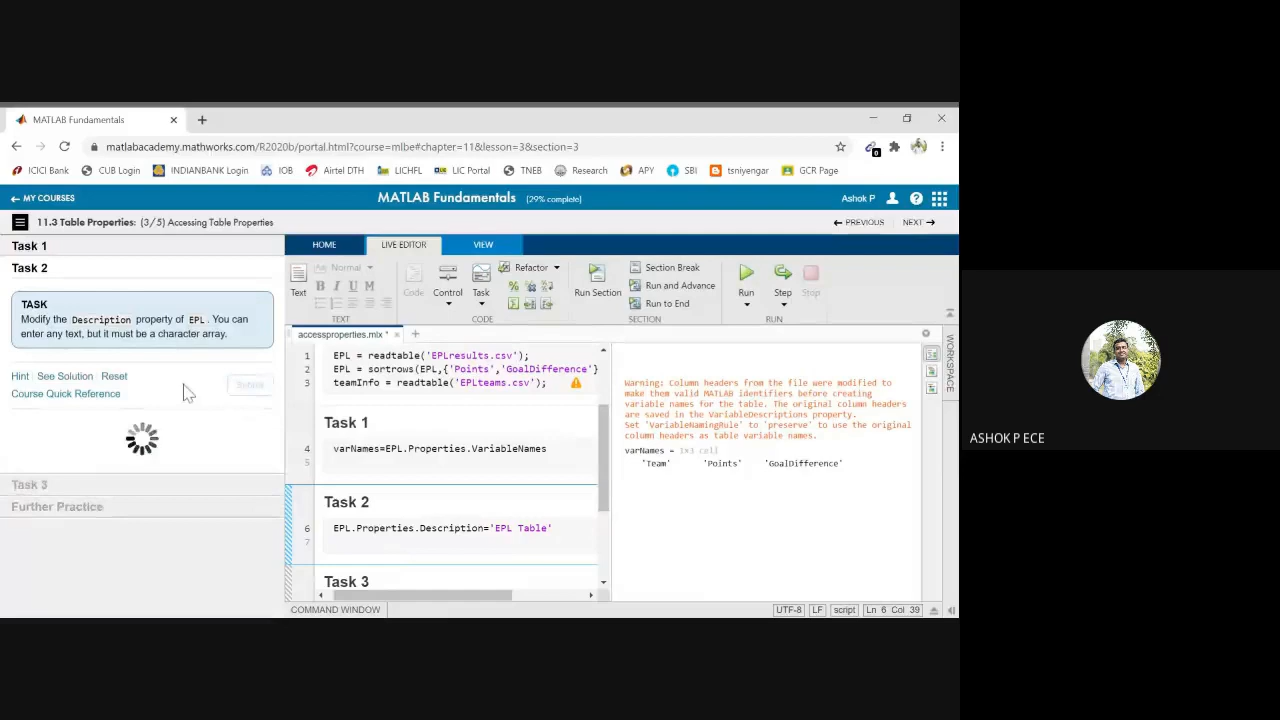 MATLAB Fundamentals
matlabacademy.mathworks.com/R2020b/portal.html?course=mlbe#chapter=11&lesson=3&section=3
ICICI Bank CUB Login INDIANBANK Login IOB Airtel DTH LICHFL LIC Portal TNEB Research APY SBI tsniyengar GCR Page
MY COURSES MATLAB Fundamentals (29% complete) Ashok P
11.3 Table Properties: (3/5) Accessing Table Properties PREVIOUS NEXT
Task 1
Task 2
TASK
Modify the Description property of EPL. You can
enter any text, but it must be a character array.
Hint See Solution Reset Submit
Course Quick Reference
Task 3
Further Practice
HOME LIVE EDITOR VIEW
Text Normal B I U M TEXT
Code Control Task Refactor CODE
Run Section Section Break Run and Advance Run to End SECTION
Run Step Stop RUN
accessproperties.mlx *
1 EPL = readtable('EPLresults.csv');
2 EPL = sortrows(EPL,{'Points','GoalDifference'}
3 teamInfo = readtable('EPLteams.csv');
Task 1
4 varNames=EPL.Properties.VariableNames
5
Task 2
6 EPL.Properties.Description='EPL Table'
7
Task 3
Warning: Column headers from the file were modified to
make them valid MATLAB identifiers before creating
variable names for the table. The original column headers
are saved in the VariableDescriptions property.
Set 'VariableNamingRule' to 'preserve' to use the original
column headers as table variable names.
varNames = 1×3 cell
'Team' 'Points' 'GoalDifference'
WORKSPACE
COMMAND WINDOW UTF-8 LF script Ln 6 Col 39
ASHOK P ECE